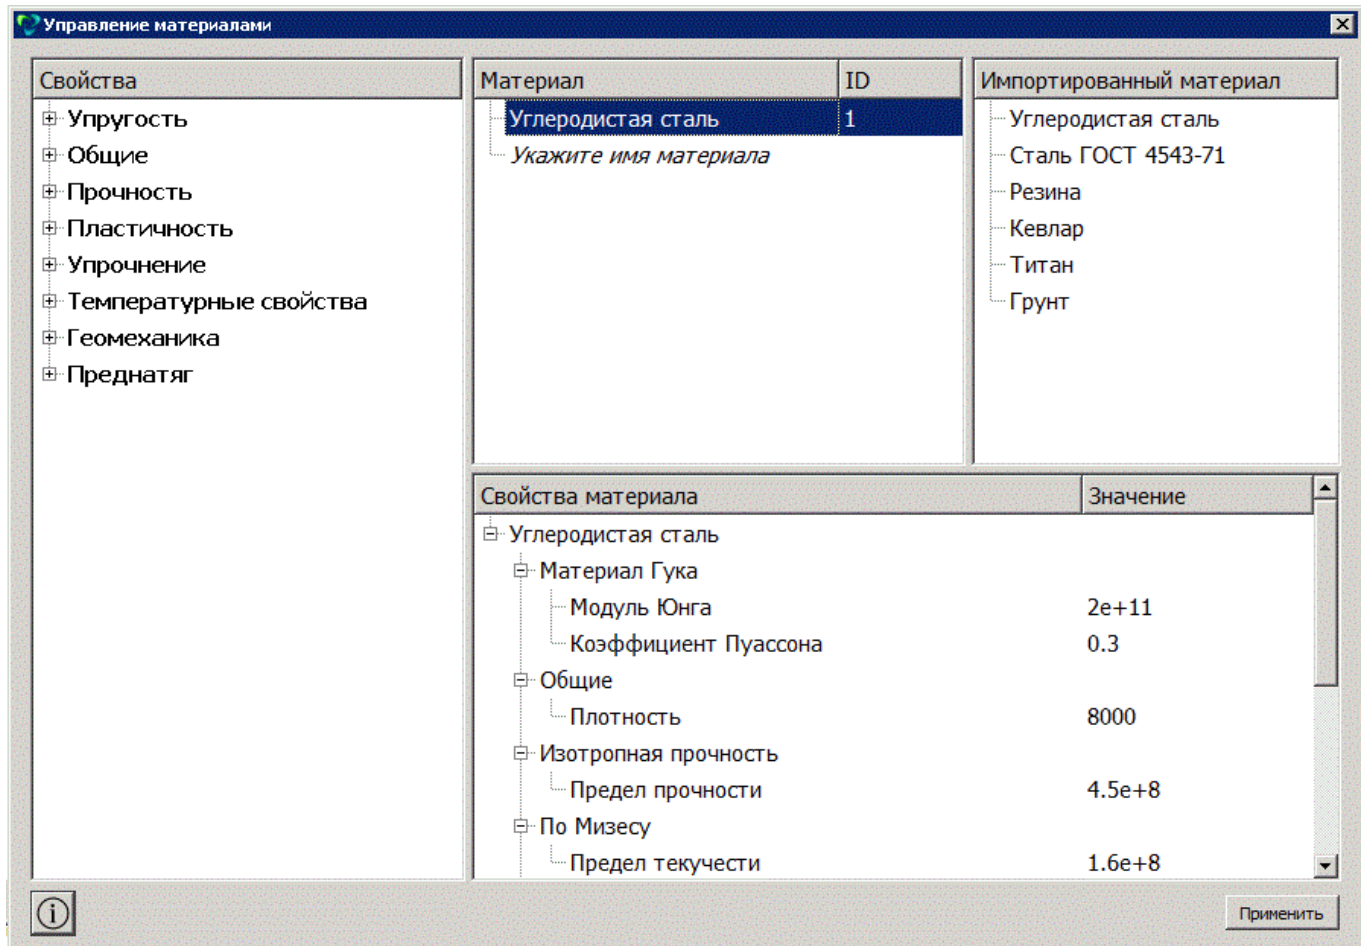 Управление материалами
Свойства
Упругость
Общие
Прочность
Пластичность
Упрочнение
Температурные свойства
Геомеханика
Преднатяг
Материал ID
Углеродистая сталь 1
Укажите имя материала
Импортированный материал
Углеродистая сталь
Сталь ГОСТ 4543-71
Резина
Кевлар
Титан
Грунт
Свойства материала Значение
Углеродистая сталь
Материал Гука
Модуль Юнга 2e+11
Коэффициент Пуассона 0.3
Общие
Плотность 8000
Изотропная прочность
Предел прочности 4.5e+8
По Мизесу
Предел текучести 1.6e+8
Применить